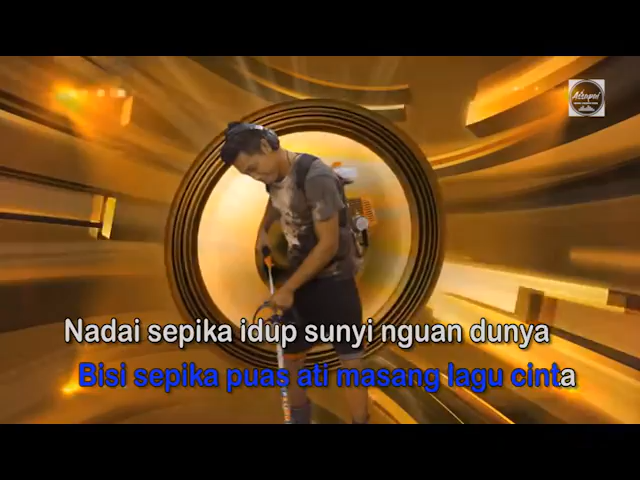 Nadai sepika idup sunyi nguan dunya
Bisi sepika puas ati masang lagu cinta